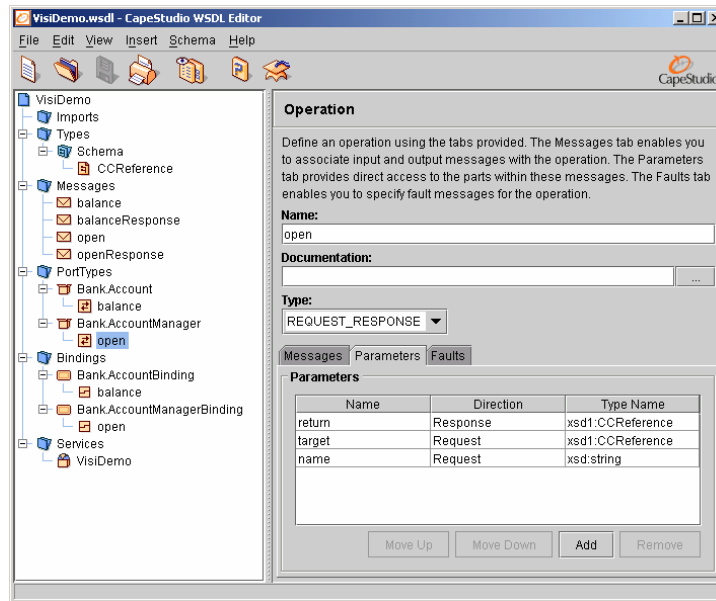 VisiDemo.wsdl - CapeStudio WSDL Editor
File Edit View Insert Schema Help
CapeStudio
VisiDemo
Imports
Types
Schema
CCReference
Messages
balance
balanceResponse
open
openResponse
PortTypes
Bank.Account
balance
Bank.AccountManager
open
Bindings
Bank.AccountBinding
balance
Bank.AccountManagerBinding
open
Services
VisiDemo
Operation
Define an operation using the tabs provided. The Messages tab enables you
to associate input and output messages with the operation. The Parameters
tab provides direct access to the parts within these messages. The Faults tab
enables you to specify fault messages for the operation.
Name:
open
Documentation:
...
Type:
REQUEST_RESPONSE
Messages Parameters Faults
Parameters
Name Direction Type Name
return Response xsd1:CCReference
target Request xsd1:CCReference
name Request xsd:string
Move Up Move Down Add Remove